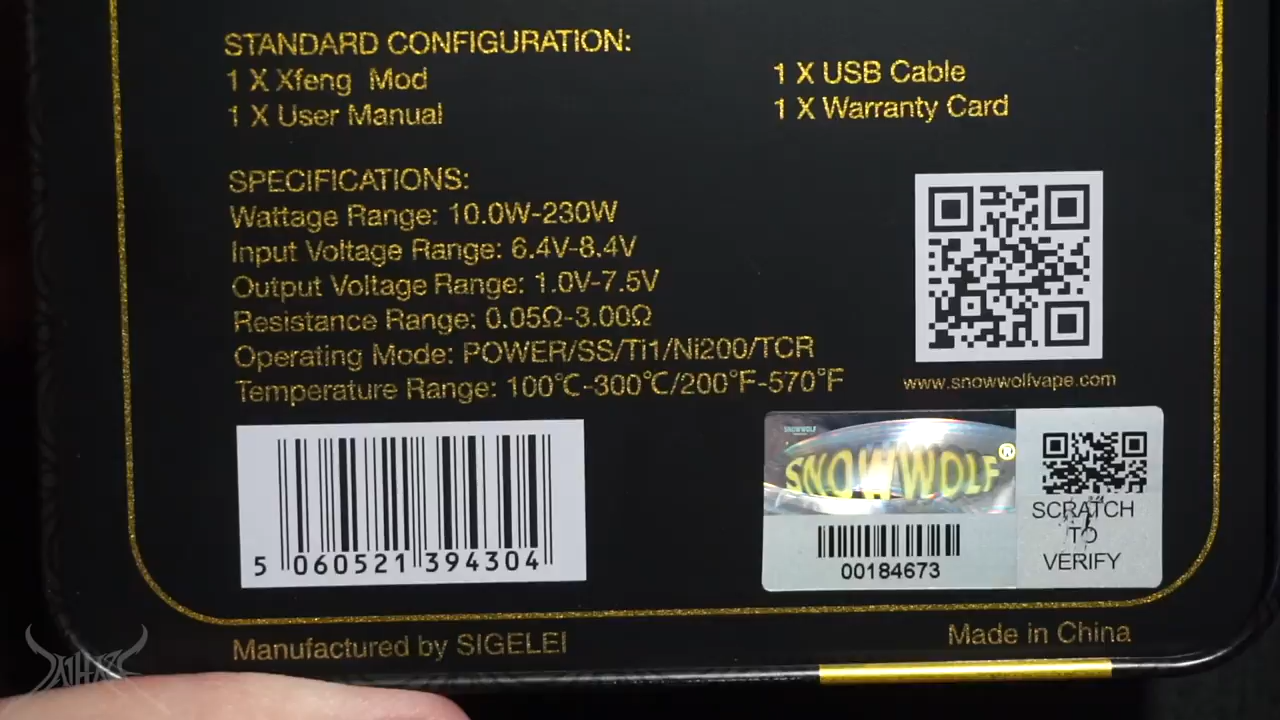 STANDARD CONFIGURATION:
1 X Xfeng Mod
1 X USB Cable
1 X User Manual
1 X Warranty Card
SPECIFICATIONS:
Wattage Range: 10.0W-230W
Input Voltage Range: 6.4V-8.4V
Output Voltage Range: 1.0V-7.5V
Resistance Range: 0.05Ω-3.00Ω
Operating Mode: POWER/SS/Ti1/Ni200/TCR
Temperature Range: 100℃-300℃/200℉-570℉
www.snowwolfvape.com
5 060521 394304
SNOWWOLF
SNOWWOLF®
00184673
SCRATCH
TO
VERIFY
Manufactured by SIGELEI
Made in China